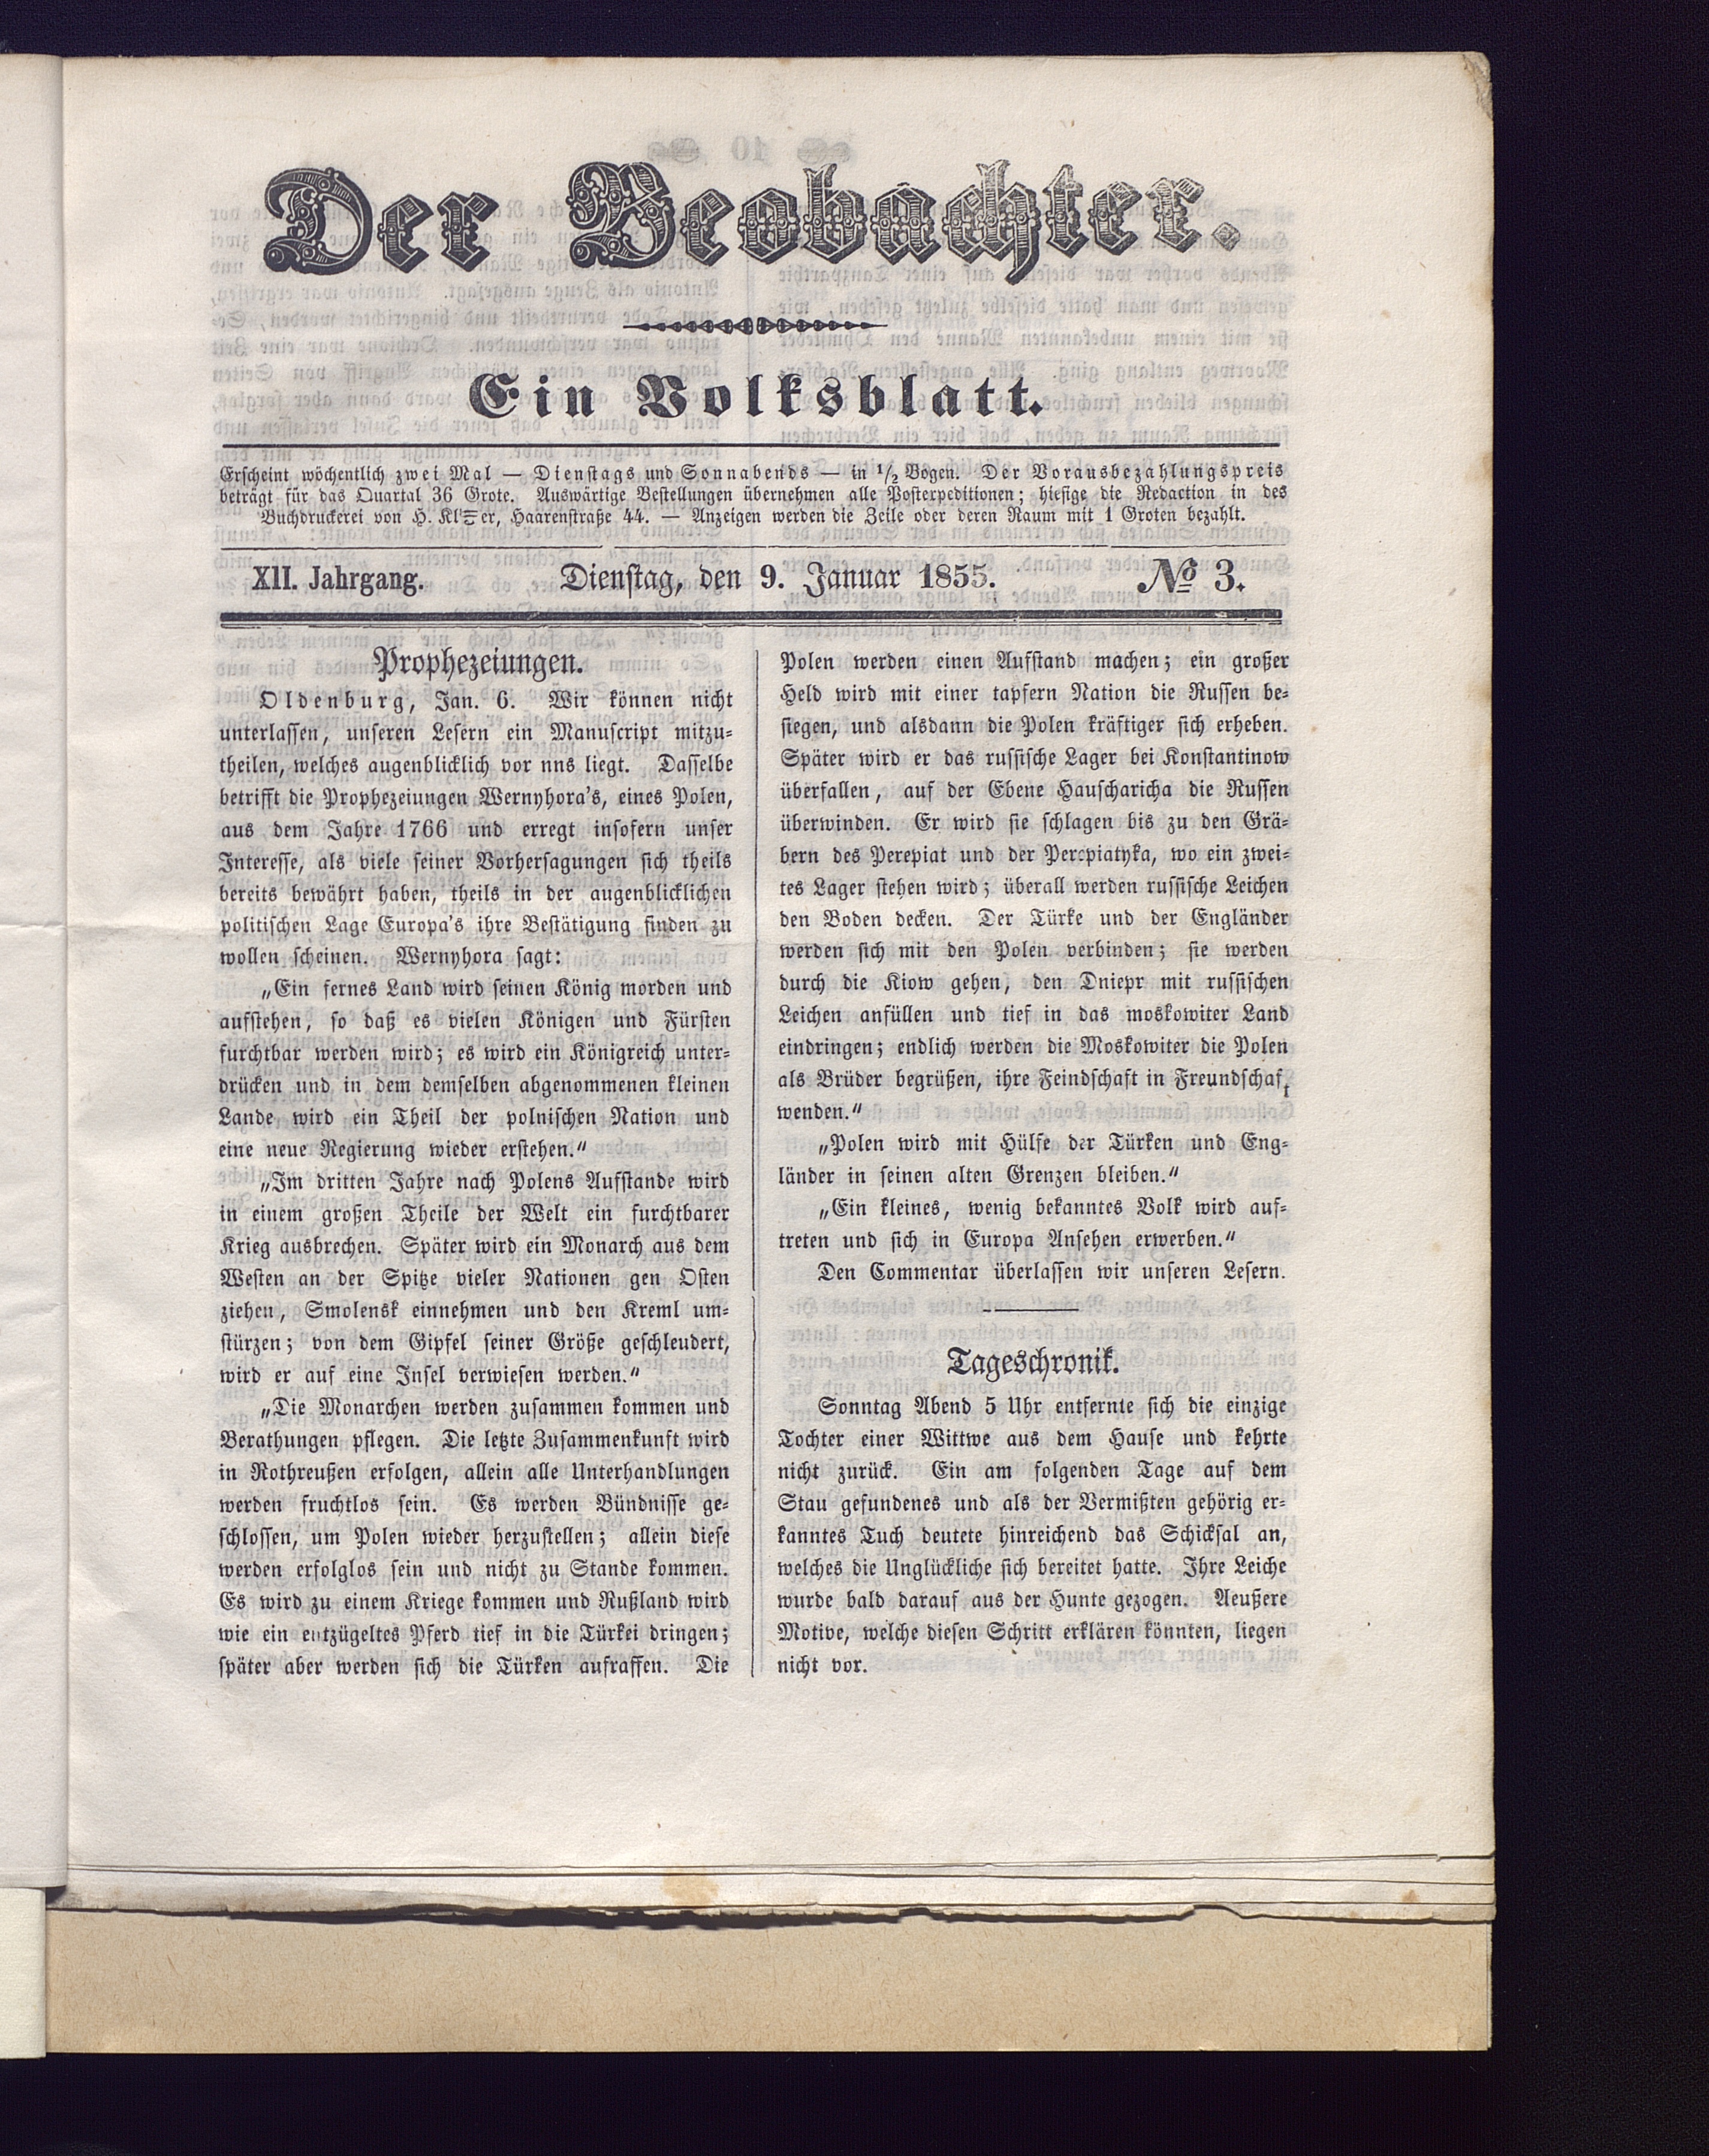 Der Beobachter.
Ein Volksblatt.
Erscheint wöchentlich zwei Mal — Dienstags und Sonnabends — in 1/2 Bogen. Der Vorausbezahlungspreis
beträgt für das Quartal 36 Grote. Auswärtige Bestellungen übernehmen alle Postexpeditionen; hiesige die Redaction in des
Buchdruckerei von H. Haarenstraße 44. — Anzeigen werden die Zeile oder deren Raum mit 1 Groten bezahlt.
XII. Jahrgang. Dienstag, den 9. Januar 1855. № 3.
Prophezeiungen.
Oldenburg, Jan. 6. Wir können nicht
unterlassen, unseren Lesern ein Manuscript mitzu-
theilen, welches augenblicklich vor nns liegt. Dasselbe
betrifft die Prophezeiungen Wernyhora's, eines Polen,
aus dem Jahre 1766 und erregt insofern unser
Interesse, als viele seiner Vorhersagungen sich theils
bereits bewährt haben, theils in der augenblicklichen
politischen Lage Europa's ihre Bestätigung finden zu
wollen scheinen. Wernyhora sagt:
„Ein fernes Land wird seinen König morden und
aufstehen, so daß es vielen Königen und Fürsten
furchtbar werden wird; es wird ein Königreich unter-
drücken und in dem demselben abgenommenen kleinen
Lande wird ein Theil der polnischen Nation und
eine neue Regierung wieder erstehen.“
„Im dritten Jahre nach Polens Aufstande wird
in einem großen Theile der Welt ein furchtbarer
Krieg ausbrechen. Später wird ein Monarch aus dem
Westen an der Spitze vieler Nationen gen Osten
ziehen, Smolensk einnehmen und den Kreml um-
stürzen; von dem Gipfel seiner Größe geschleudert,
wird er auf eine Insel verwiesen werden.“
„Die Monarchen werden zusammen kommen und
Berathungen pflegen. Die letzte Zusammenkunft wird
in Rothreußen erfolgen, allein alle Unterhandlungen
werden fruchtlos sein. Es werden Bündnisse ge-
schlossen, um Polen wieder herzustellen; allein diese
werden erfolglos sein und nicht zu Stande kommen.
Es wird zu einem Kriege kommen und Rußland wird
wie ein entzügeltes Pferd tief in die Türkei dringen;
später aber werden sich die Türken aufraffen. Die
Polen werden einen Aufstand machen; ein großer
Held wird mit einer tapfern Nation die Russen be-
siegen, und alsdann die Polen kräftiger sich erheben.
Später wird er das russische Lager bei Konstantinow
überfallen, auf der Ebene Hauscharicha die Russen
überwinden. Er wird sie schlagen bis zu den Grä-
bern des Perepiat und der Perepiatyka, wo ein zwei-
tes Lager stehen wird; überall werden russische Leichen
den Boden decken. Der Türke und der Engländer
werden sich mit den Polen verbinden; sie werden
durch die Kiow gehen, den Dniepr mit russischen
Leichen anfüllen und tief in das moskowiter Land
eindringen; endlich werden die Moskowiter die Polen
als Brüder begrüßen, ihre Feindschaft in Freundschaft
wenden.“
„Polen wird mit Hülfe der Türken und Eng-
länder in seinen alten Grenzen bleiben.“
„Ein kleines, wenig bekanntes Volk wird auf-
treten und sich in Europa Ansehen erwerben.“
Den Commentar überlassen wir unseren Lesern.
Tageschronik.
Sonntag Abend 5 Uhr entfernte sich die einzige
Tochter einer Wittwe aus dem Hause und kehrte
nicht zurück. Ein am folgenden Tage auf dem
Stau gefundenes und als der Vermißten gehörig er-
kanntes Tuch deutete hinreichend das Schicksal an,
welches die Unglückliche sich bereitet hatte. Ihre Leiche
wurde bald darauf aus der Hunte gezogen. Aeußere
Motive, welche diesen Schritt erklären könnten, liegen
nicht vor.